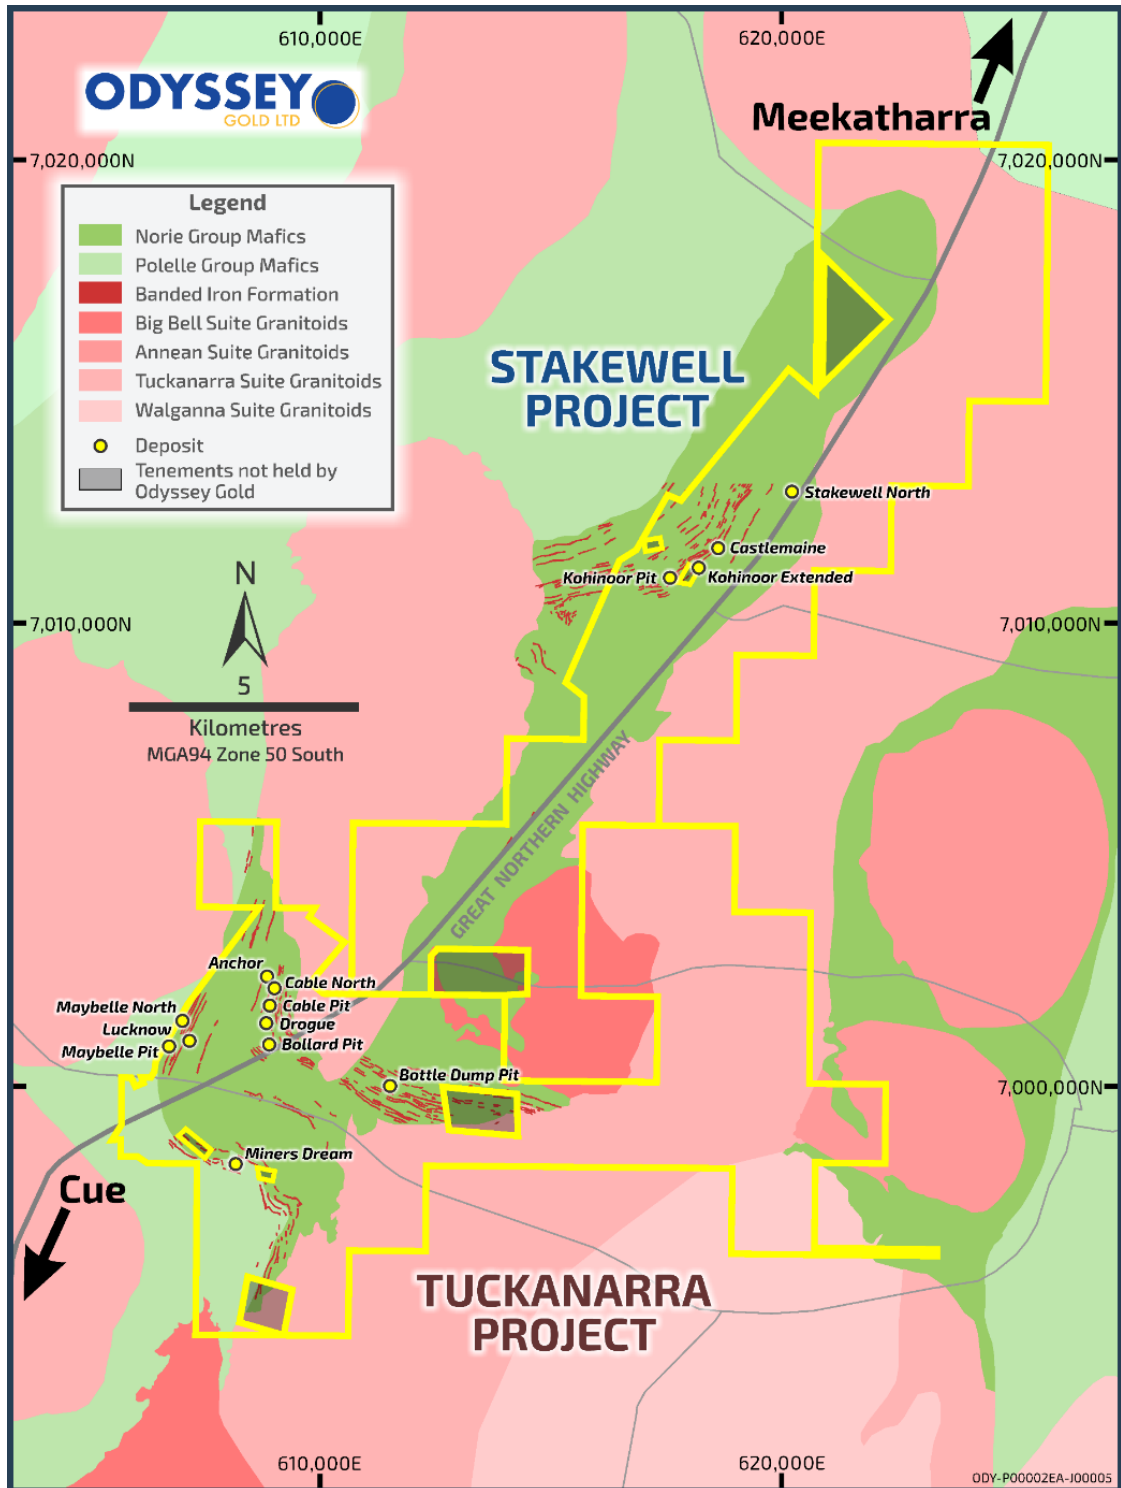 610,000E
620,000E
ODYSSEY
GOLD LTD
Meekatharra
7,020,000N
7,020,000N
Legend
Norie Group Mafics
Polelle Group Mafics
Banded Iron Formation
Big Bell Suite Granitoids
Annean Suite Granitoids
Tuckanarra Suite Granitoids
Walganna Suite Granitoids
Deposit
Tenements not held by
Odyssey Gold
STAKEWELL
PROJECT
Stakewell North
Castlemaine
Kohinoor Pit
Kohinoor Extended
N
7,010,000N
7,010,000N
5
Kilometres
MGA94 Zone 50 South
GREAT NORTHERN HIGHWAY
Anchor
Cable North
Maybelle North
Cable Pit
Lucknow
Drogue
Maybelle Pit
Bollard Pit
Bottle Dump Pit
7,000,000N
Miners Dream
Cue
TUCKANARRA
PROJECT
610,000E
620,000E
ODY-P00002EA-J00005